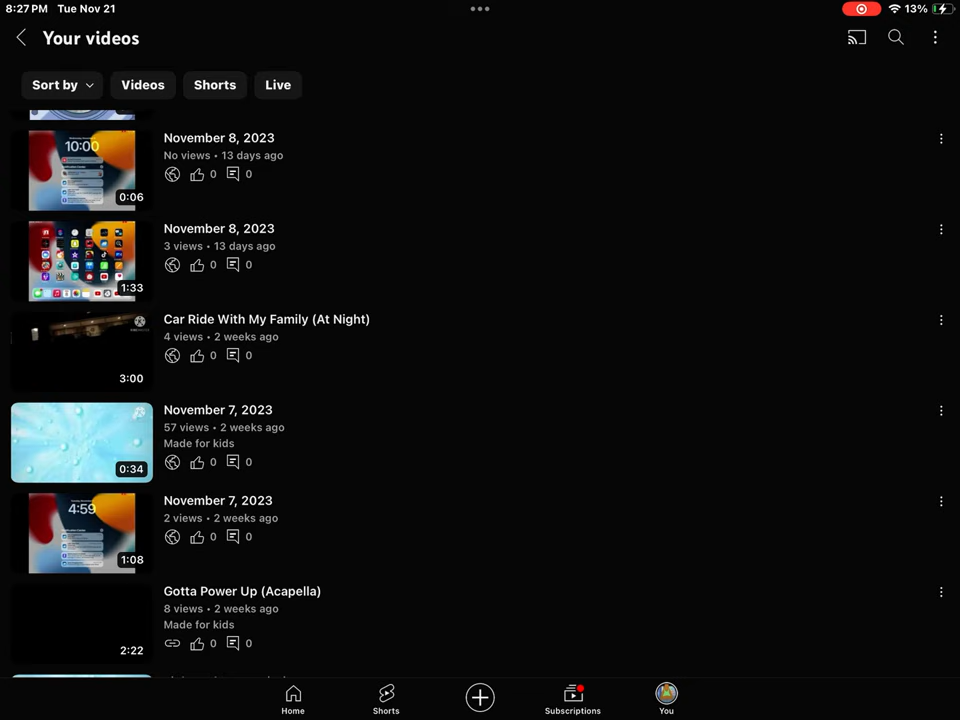 8:27 PM Tue Nov 21
13%
Your videos
Sort by
Videos
Shorts
Live
10:00
0:06
November 8, 2023
No views • 13 days ago
0 0
1:33
November 8, 2023
3 views • 13 days ago
0 0
3:00
Car Ride With My Family (At Night)
4 views • 2 weeks ago
0 0
0:34
November 7, 2023
57 views • 2 weeks ago
Made for kids
0 0
4:59
1:08
November 7, 2023
2 views • 2 weeks ago
0 0
2:22
Gotta Power Up (Acapella)
8 views • 2 weeks ago
Made for kids
0 0
Home
Shorts
Subscriptions
You